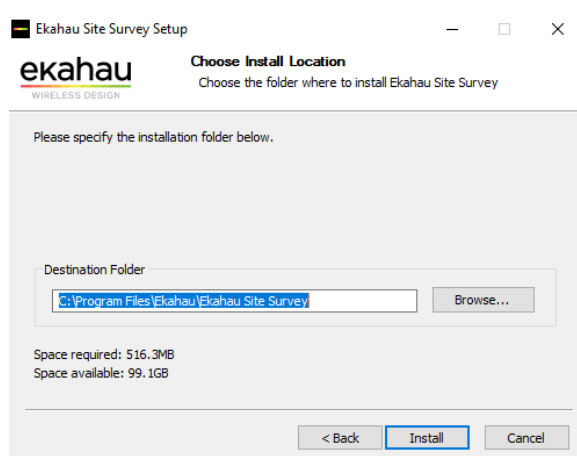 Ekahau Site Survey Setup
ekahau
WIRELESS DESIGN
Choose Install Location
Choose the folder where to install Ekahau Site Survey
Please specify the installation folder below.
Destination Folder
C:\Program Files\Ekahau\Ekahau Site Survey
Browse...
Space required: 516.3MB
Space available: 99.1GB
< Back Install Cancel